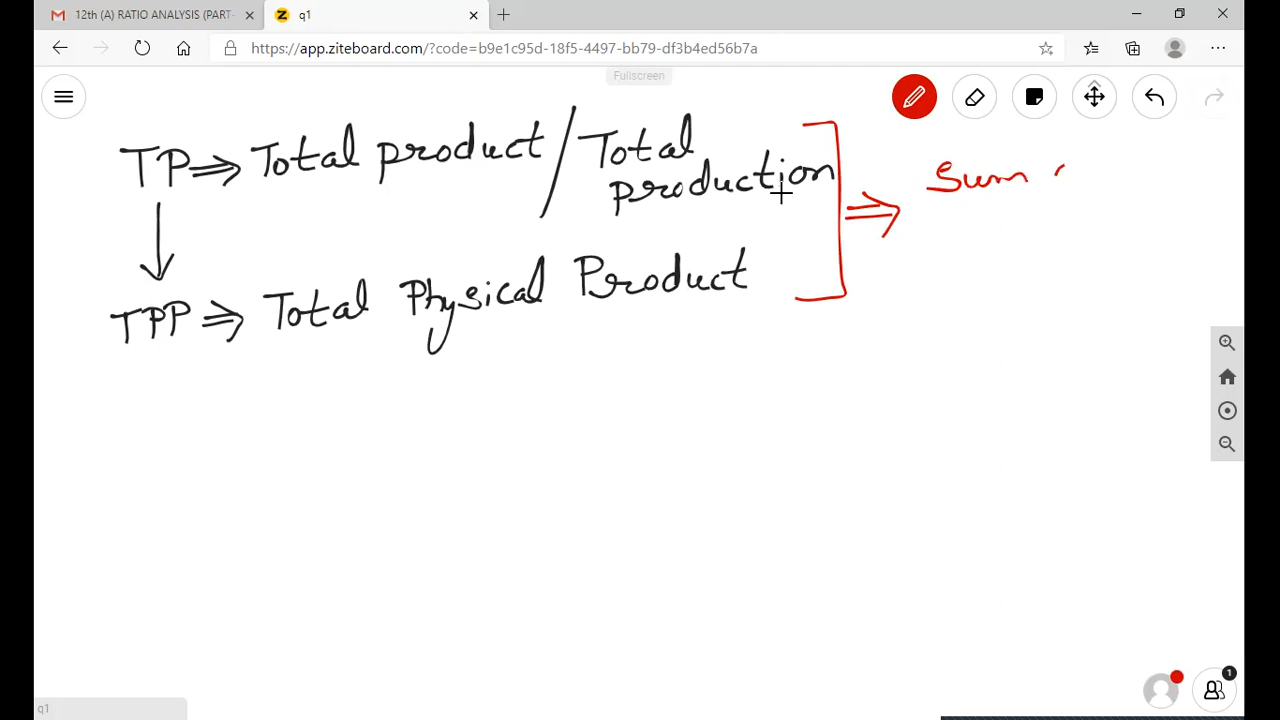 12th (A) RATIO ANALYSIS (PART-
q1
https://app.ziteboard.com/?code=b9e1c95d-18f5-4497-bb79-df3b4ed56b7a
Fullscreen
TP ⇒ Total product / Total production
⇒ Sum
↓
TPP ⇒ Total Physical Product
1
q1